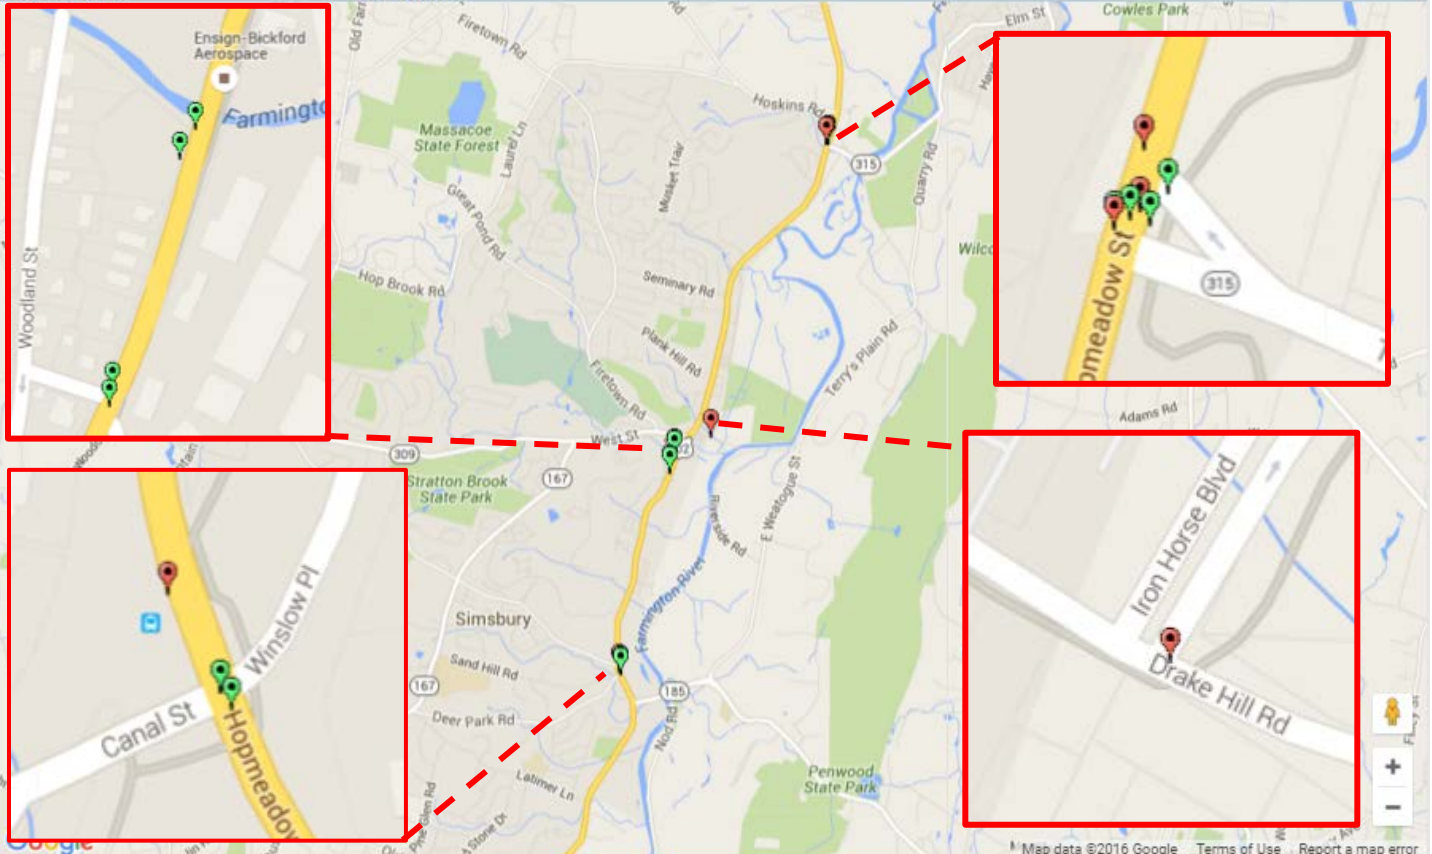 Ensign-Bickford
Aerospace
Farmingt
Woodland St
Firetown Rd
Elm St
Cowles Park
Massacoe
State Forest
Laurel Ln
Hoskins Rd
Musket Trai
315
Quarry Rd
Great Pond Rd
Hop Brook Rd
Seminary Rd
Plank Hill Rd
Firetown Rd
Terry's Plain Rd
315
Adams Rd
West St
309
167
Stratton Brook
State Park
Riverside Rd
E Weatogue St
Farmington River
Simsbury
Sand Hill Rd
167
185
Deer Park Rd
Nod Rd
Latimer Ln
Penwood
State Park
Winslow Pl
Canal St
Hopmeadow
Iron Horse Blvd
Drake Hill Rd
Map data ©2016 Google Terms of Use Report a map error